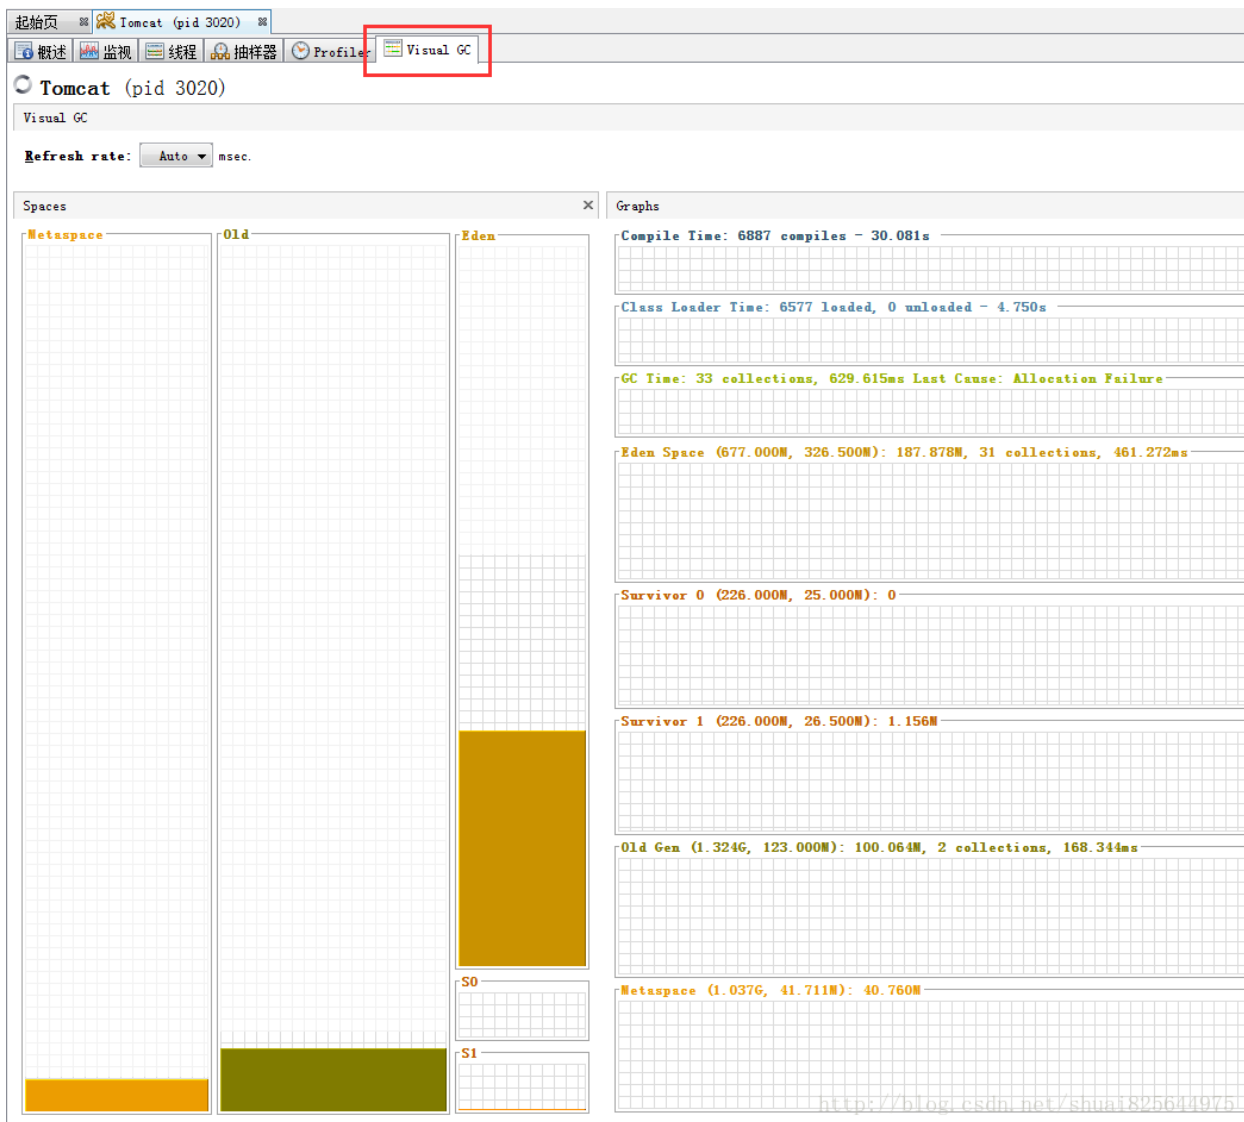 起始页 Tomcat (pid 3020)
概述 监视 线程 抽样器 Profiler Visual GC
Tomcat (pid 3020)
Visual GC
Refresh rate: Auto msec.
Spaces
Metaspace
Old
Eden
S0
S1
Graphs
Compile Time: 6887 compiles - 30.081s
Class Loader Time: 6577 loaded, 0 unloaded - 4.750s
GC Time: 33 collections, 629.615ms Last Cause: Allocation Failure
Eden Space (677.000M, 326.500M): 187.878M, 31 collections, 461.272ms
Survivor 0 (226.000M, 25.000M): 0
Survivor 1 (226.000M, 26.500M): 1.156M
Old Gen (1.324G, 123.000M): 100.064M, 2 collections, 168.344ms
Metaspace (1.037G, 41.711M): 40.760M
http://blog.csdn.net/shuai825644975